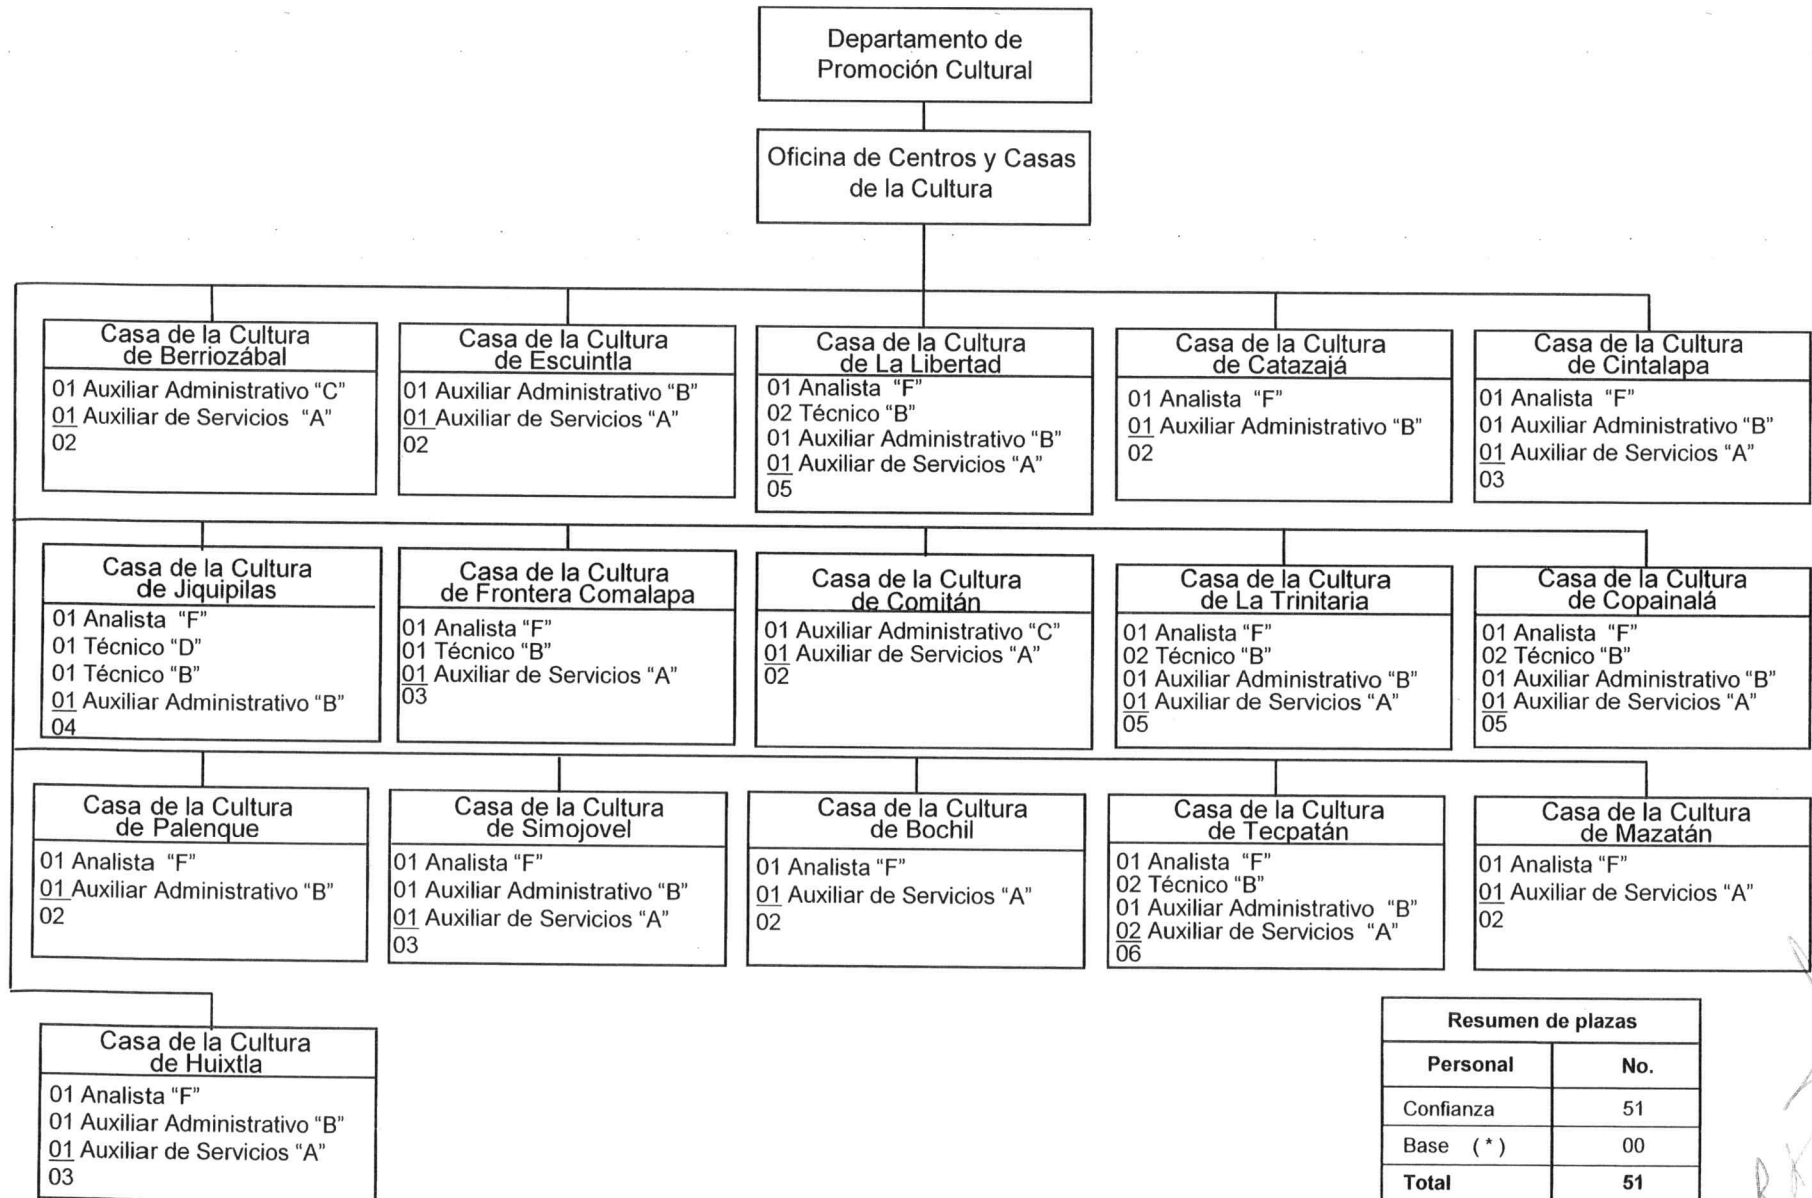 Departamento de
Promoción Cultural
Oficina de Centros y Casas
de la Cultura
Casa de la Cultura
de Berriozábal
01 Auxiliar Administrativo “C”
01 Auxiliar de Servicios “A”
02
Casa de la Cultura
de Escuintla
01 Auxiliar Administrativo “B”
01 Auxiliar de Servicios “A”
02
Casa de la Cultura
de La Libertad
01 Analista “F”
02 Técnico “B”
01 Auxiliar Administrativo “B”
01 Auxiliar de Servicios “A”
05
Casa de la Cultura
de Catazajá
01 Analista “F”
01 Auxiliar Administrativo “B”
02
Casa de la Cultura
de Cintalapa
01 Analista “F”
01 Auxiliar Administrativo “B”
01 Auxiliar de Servicios “A”
03
Casa de la Cultura
de Jiquipilas
01 Analista “F”
01 Técnico “D”
01 Técnico “B”
01 Auxiliar Administrativo “B”
04
Casa de la Cultura
de Frontera Comalapa
01 Analista “F”
01 Técnico “B”
01 Auxiliar de Servicios “A”
03
Casa de la Cultura
de Comitán
01 Auxiliar Administrativo “C”
01 Auxiliar de Servicios “A”
02
Casa de la Cultura
de La Trinitaria
01 Analista “F”
02 Técnico “B”
01 Auxiliar Administrativo “B”
01 Auxiliar de Servicios “A”
05
Casa de la Cultura
de Copainalá
01 Analista “F”
02 Técnico “B”
01 Auxiliar Administrativo “B”
01 Auxiliar de Servicios “A”
05
Casa de la Cultura
de Palenque
01 Analista “F”
01 Auxiliar Administrativo “B”
02
Casa de la Cultura
de Simojovel
01 Analista “F”
01 Auxiliar Administrativo “B”
01 Auxiliar de Servicios “A”
03
Casa de la Cultura
de Bochil
01 Analista “F”
01 Auxiliar de Servicios “A”
02
Casa de la Cultura
de Tecpatán
01 Analista “F”
02 Técnico “B”
01 Auxiliar Administrativo “B”
02 Auxiliar de Servicios “A”
06
Casa de la Cultura
de Mazatán
01 Analista “F”
01 Auxiliar de Servicios “A”
02
Casa de la Cultura
de Huixtla
01 Analista “F”
01 Auxiliar Administrativo “B”
01 Auxiliar de Servicios “A”
03
Resumen de plazas
Personal No.
Confianza 51
Base ( * ) 00
Total 51